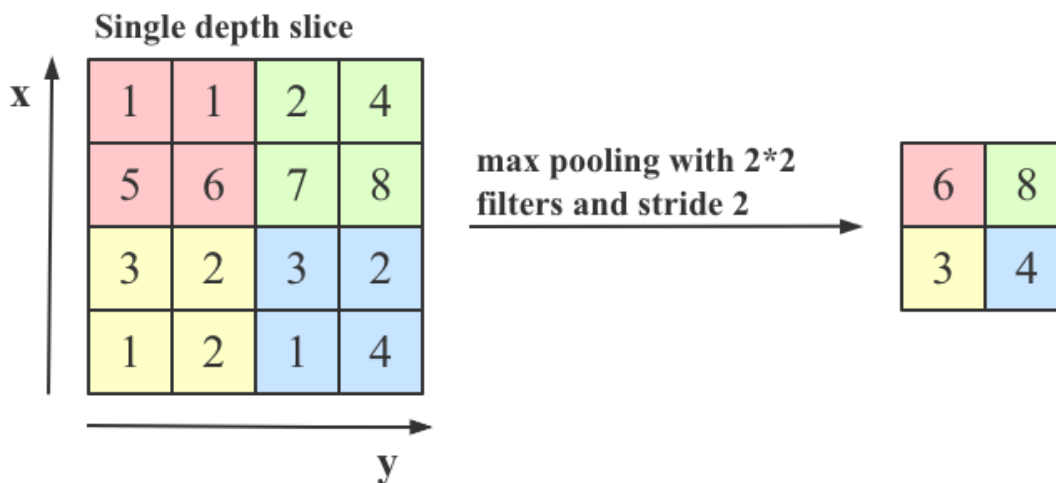 Single depth slice
x
1 1 2 4
5 6 7 8
3 2 3 2
1 2 1 4
y
max pooling with 2*2
filters and stride 2
6 8
3 4